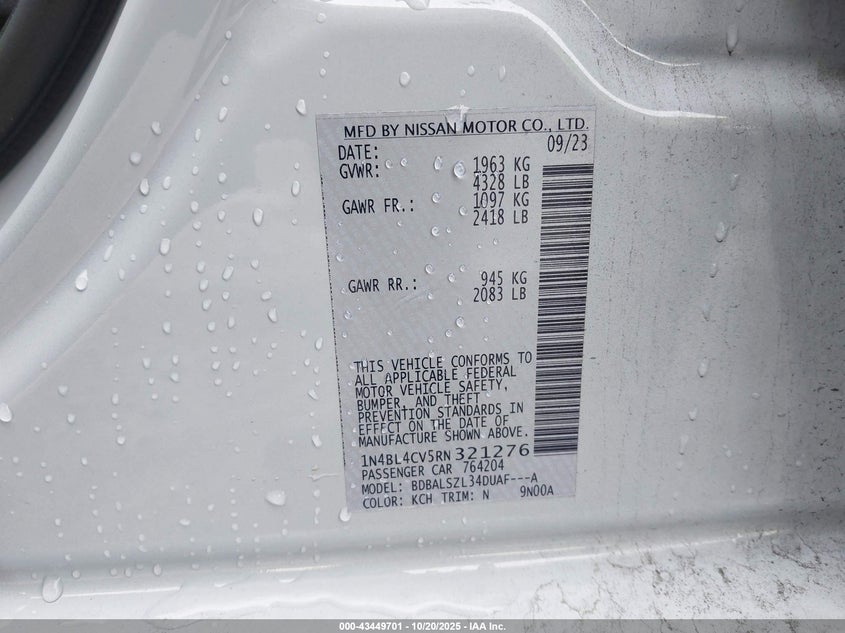 MFD BY NISSAN MOTOR CO., LTD.
DATE: 09/23
GVWR: 1963 KG
4328 LB
GAWR FR.: 1097 KG
2418 LB
GAWR RR.: 945 KG
2083 LB
THIS VEHICLE CONFORMS TO
ALL APPLICABLE FEDERAL
MOTOR VEHICLE SAFETY,
BUMPER, AND THEFT
PREVENTION STANDARDS IN
EFFECT ON THE DATE OF
MANUFACTURE SHOWN ABOVE.
1N4BL4CV5RN321276
PASSENGER CAR 764204
MODEL: BDBALSZL34DUAF---A
COLOR: KCH TRIM: N 9N00A
000-43449701 - 10/20/2025 - IAA Inc.